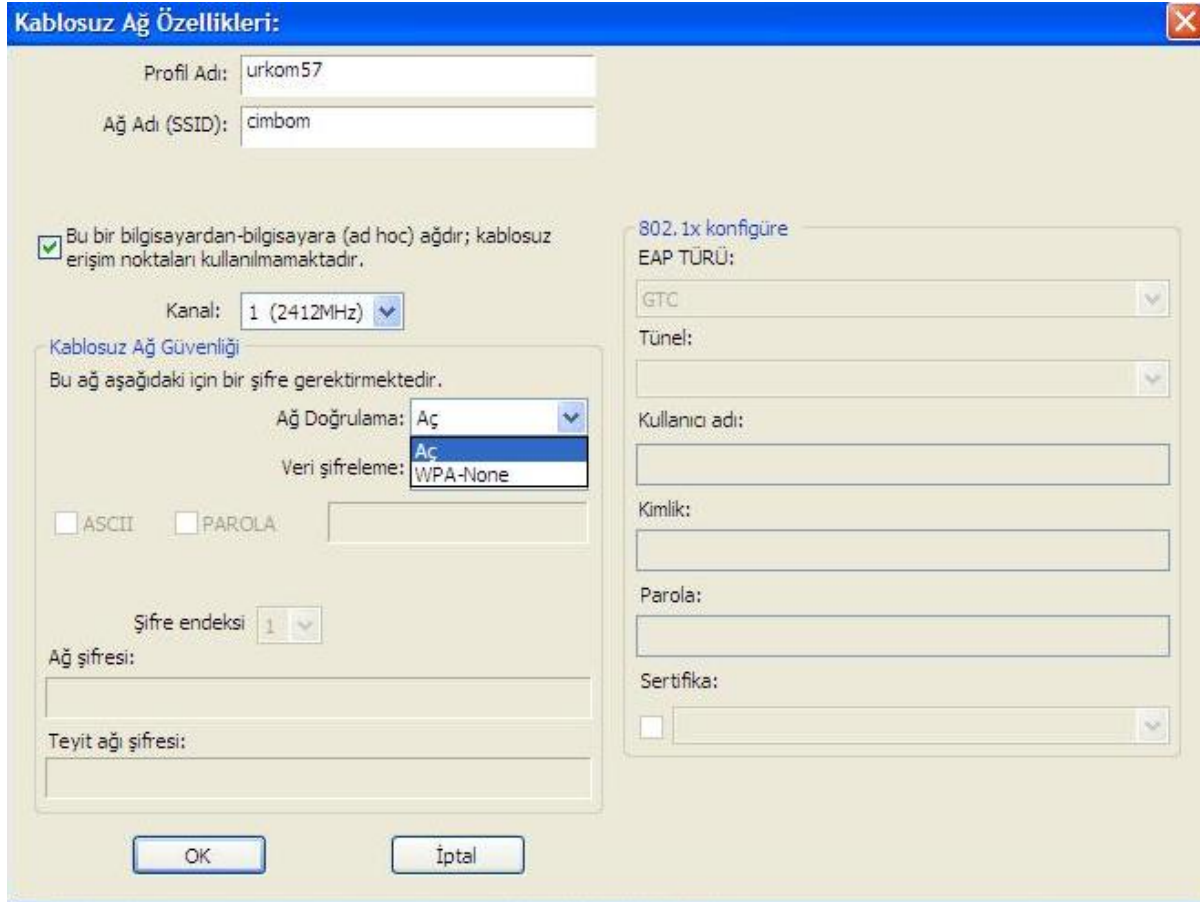 Kablosuz Ağ Özellikleri:
Profil Adı: urkom57
Ağ Adı (SSID): cimbom
Bu bir bilgisayardan-bilgisayara (ad hoc) ağdır; kablosuz
erişim noktaları kullanılmamaktadır.
Kanal: 1 (2412MHz)
Kablosuz Ağ Güvenliği
Bu ağ aşağıdaki için bir şifre gerektirmektedir.
Ağ Doğrulama: Aç
Aç
Veri şifreleme: WPA-None
ASCII PAROLA
Şifre endeksi 1
Ağ şifresi:
Teyit ağı şifresi:
OK İptal
802.1x konfigüre
EAP TÜRÜ:
GTC
Tünel:
Kullanıcı adı:
Kimlik:
Parola:
Sertifika: